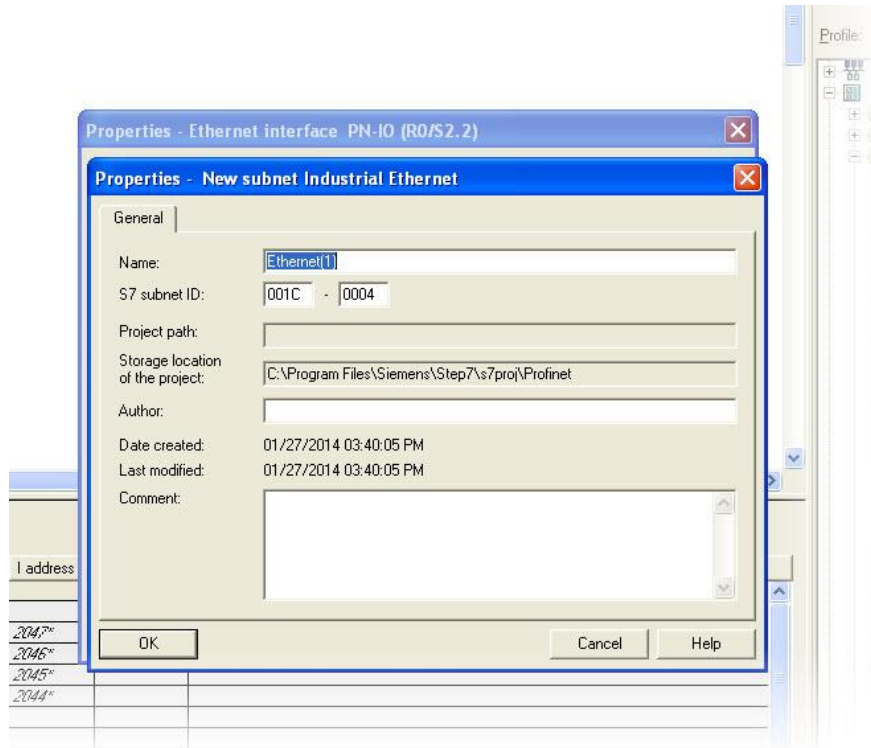 Profile:
Properties - Ethernet interface PN-IO (R0/S2.2)
Properties - New subnet Industrial Ethernet
General
Name:
Ethernet(1)
S7 subnet ID:
001C - 0004
Project path:
Storage location
of the project:
C:\Program Files\Siemens\Step7\s7proj\Profinet
Author:
Date created:
01/27/2014 03:40:05 PM
Last modified:
01/27/2014 03:40:05 PM
Comment:
I address
2047*
2046*
2045*
2044*
OK
Cancel
Help